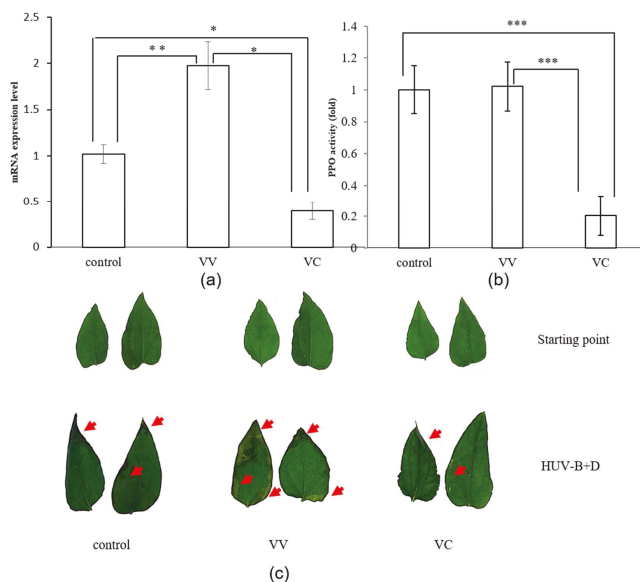 2.5
2
1.5
1
0.5
0
mRNA expression level
*
* *
*
control
VV
VC
(a)
1.4
1.2
1
0.8
0.6
0.4
0.2
0
PPO activity (fold)
***
***
control
VV
VC
(b)
Starting point
HUV-B+D
control
VV
VC
(c)